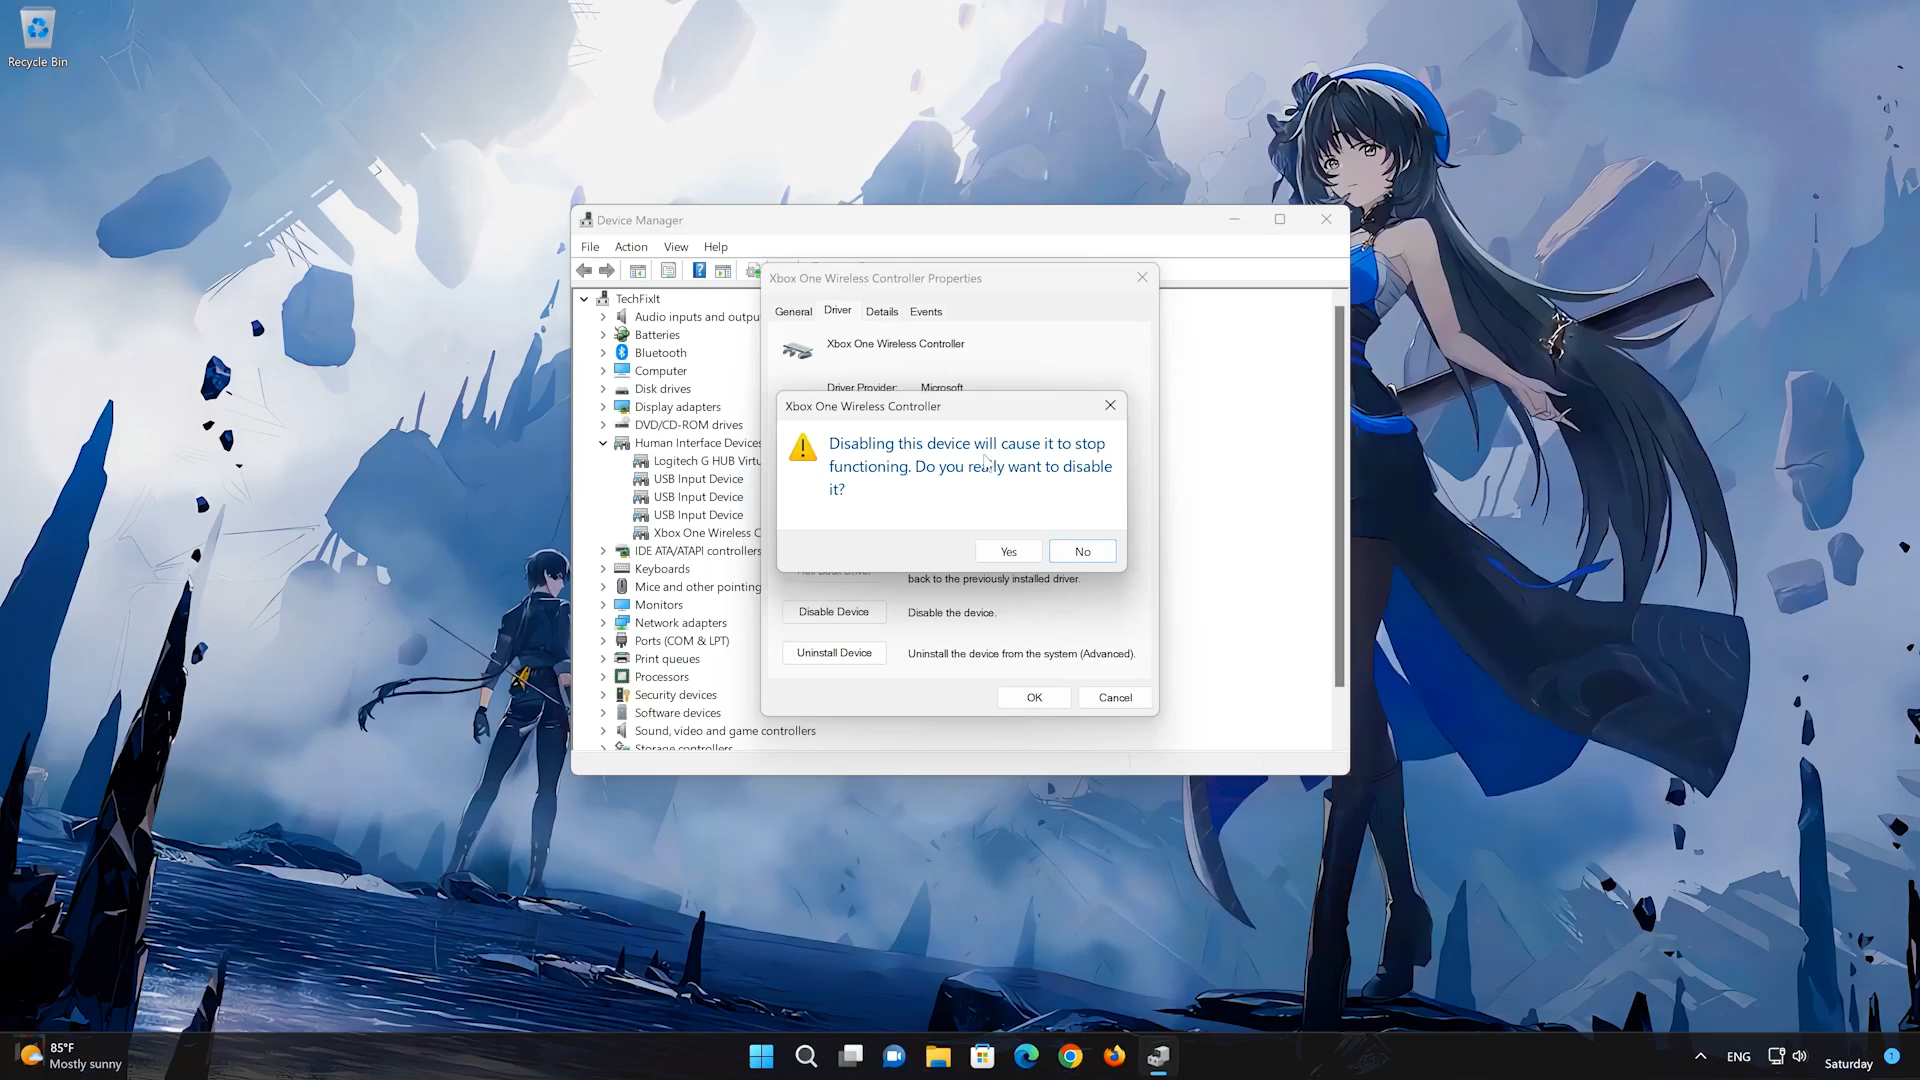 Recycle Bin
Device Manager
File Action View Help
TechFixIt
Audio inputs and outpu
Batteries
Bluetooth
Computer
Disk drives
Display adapters
DVD/CD-ROM drives
Human Interface Devices
Logitech G HUB Virtu
USB Input Device
USB Input Device
USB Input Device
Xbox One Wireless C
IDE ATA/ATAPI controllers
Keyboards
Mice and other pointing
Monitors
Network adapters
Ports (COM & LPT)
Print queues
Processors
Security devices
Software devices
Sound, video and game controllers
Storage controllers
Xbox One Wireless Controller Properties
General Driver Details Events
Xbox One Wireless Controller
Driver Provider: Microsoft
Xbox One Wireless Controller
Disabling this device will cause it to stop
functioning. Do you really want to disable
it?
Yes No
Roll Back Driver
back to the previously installed driver.
Disable Device Disable the device.
Uninstall Device Uninstall the device from the system (Advanced).
OK Cancel
85°F
Mostly sunny
ENG
Saturday
1